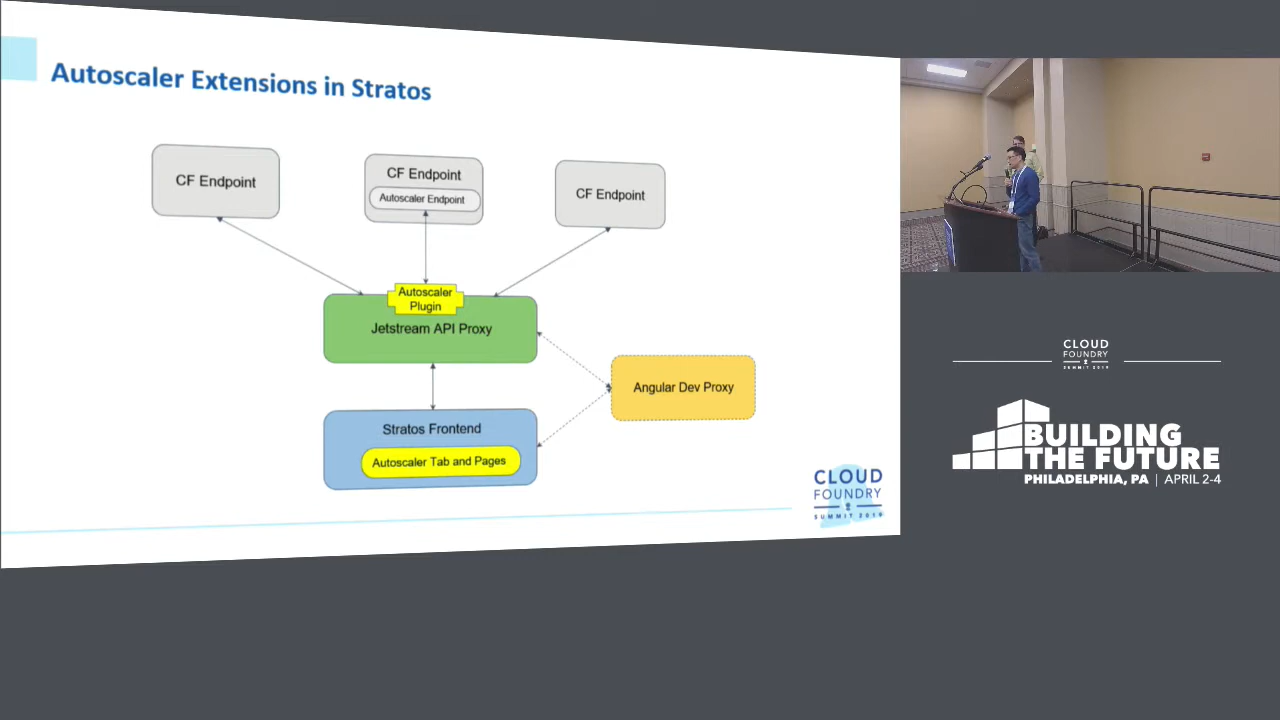 Autoscaler Extensions in Stratos
CF Endpoint
CF Endpoint
Autoscaler Endpoint
CF Endpoint
Autoscaler
Plugin
Jetstream API Proxy
Angular Dev Proxy
Stratos Frontend
Autoscaler Tab and Pages
CLOUD
FOUNDRY
SUMMIT 2019
CLOUD
FOUNDRY
SUMMIT 2019
BUILDING
THE FUTURE
PHILADELPHIA, PA | APRIL 2-4